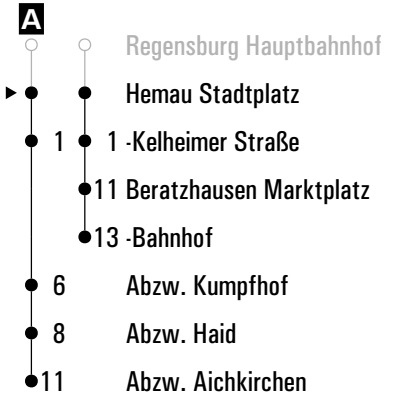 A
Regensburg Hauptbahnhof
Hemau Stadtplatz
1 1 -Kelheimer Straße
11 Beratzhausen Marktplatz
13 -Bahnhof
6 Abzw. Kumpfhof
8 Abzw. Haid
11 Abzw. Aichkirchen